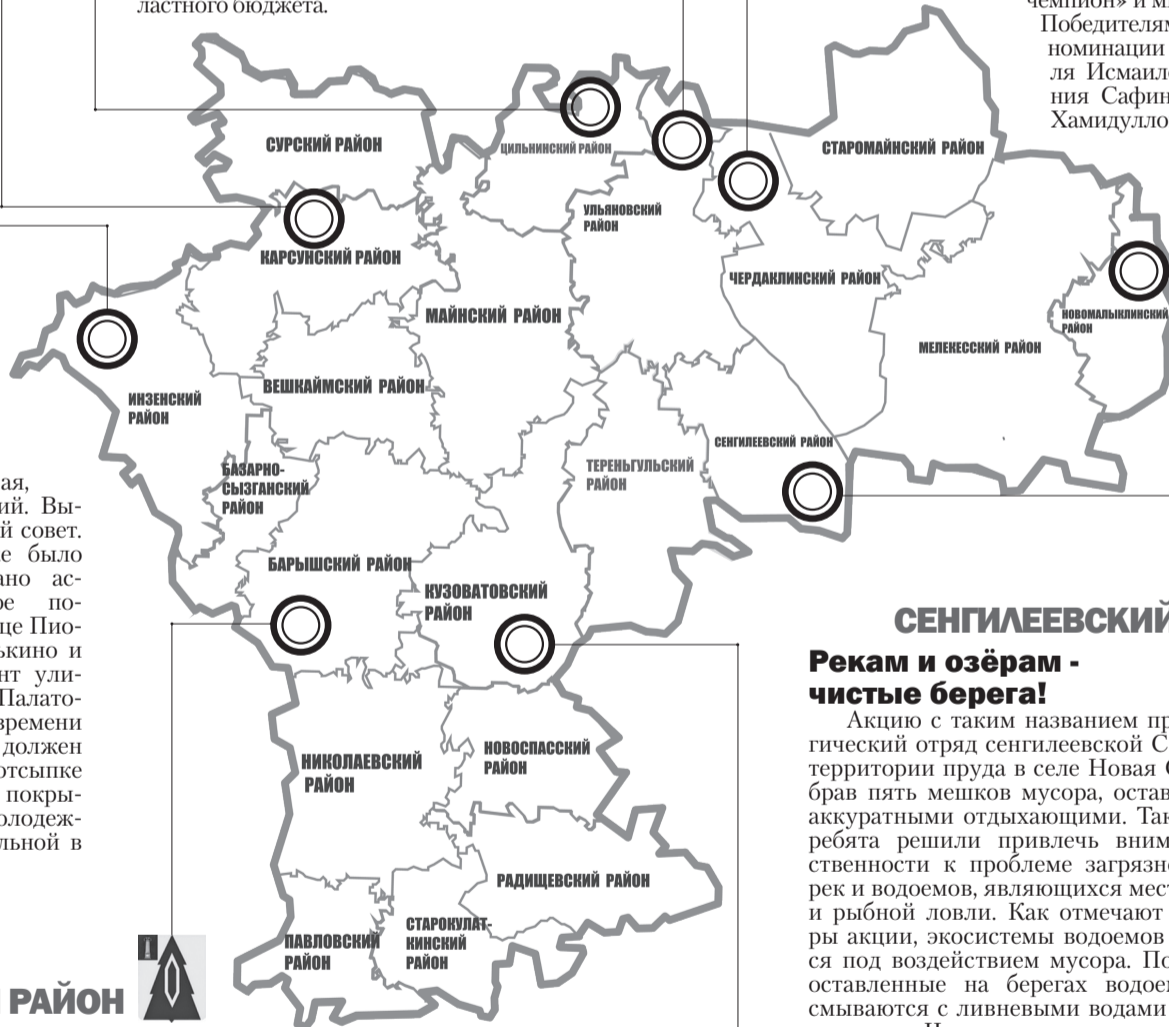 ластного бюджета.
чемпион» и
Победителям
номинации
ля
ния
СУРСКИЙ РАЙОН
ЦИЛЬНИНСКИЙ РАЙОН
СТАРОМАЙНСКИЙ РАЙОН
УЛЬЯНОВСКИЙ
РАЙОН
КАРСУНСКИЙ РАЙОН
ЧЕРДАКЛИНСКИЙ РАЙОН
МАЙНСКИЙ РАЙОН
НОВОМАЛЫКЛИНСКИЙ
РАЙОН
МЕЛЕКЕССКИЙ РАЙОН
ВЕШКАЙМСКИЙ РАЙОН
ИНЗЕНСКИЙ
РАЙОН
СЕНГИЛЕЕВСКИЙ РАЙОН
БАЗАРНО-
СЫЗГАНСКИЙ
РАЙОН
ТЕРЕНЬГУЛЬСКИЙ
РАЙОН
БАРЫШСКИЙ РАЙОН
КУЗОВАТОВСКИЙ
РАЙОН
НИКОЛАЕВСКИЙ
РАЙОН
НОВОСПАССКИЙ
РАЙОН
РАДИЩЕВСКИЙ РАЙОН
ПАВЛОВСКИЙ
РАЙОН
СТАРОКУЛАТ-
КИНСКИЙ
РАЙОН
ая,
ий. Вы-
й совет.
е было
ано ас-
ре по-
це Пио-
ькино и
нт ули-
Палато-
времени
должен
отсыпке
покры-
олодеж-
льной в
РАЙОН
СЕНГИЛЕЕВСКИЙ
Рекам и озёрам -
чистые берега!
Акцию с таким названием пр
гический отряд сенгилеевской С
территории пруда в селе Новая
брав пять мешков мусора, остав
аккуратными отдыхающими. Так
ребята решили привлечь вним
ственности к проблеме загрязн
рек и водоемов, являющихся мест
и рыбной ловли. Как отмечают
ры акции, экосистемы водоемов
ся под воздействием мусора. По
оставленные на берегах водоем
смываются с ливневыми водами